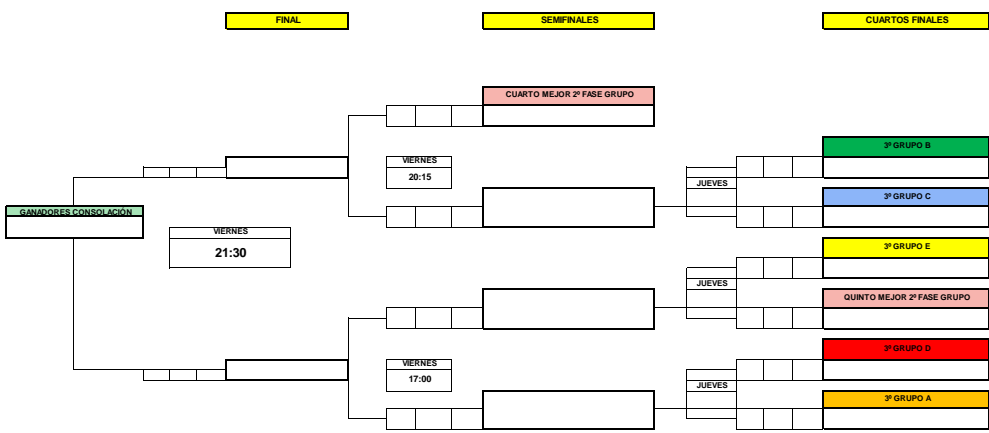 FINAL
SEMIFINALES
CUARTOS FINALES
CUARTO MEJOR 2º FASE GRUPO
3º GRUPO B
VIERNES
20:15
JUEVES
3º GRUPO C
GANADORES CONSOLACIÓN
VIERNES
21:30
3º GRUPO E
JUEVES
QUINTO MEJOR 2º FASE GRUPO
3º GRUPO D
VIERNES
17:00
JUEVES
3º GRUPO A